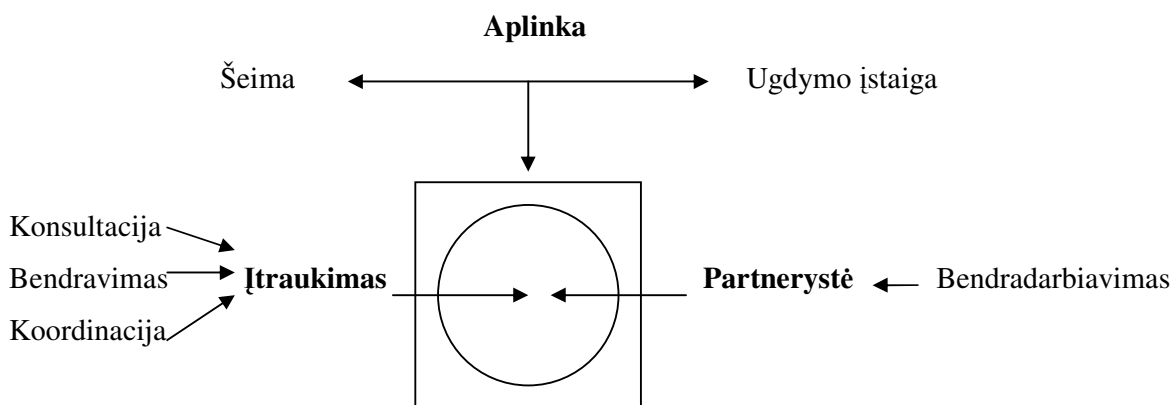 Aplinka
Šeima
Ugdymo įstaiga
Konsultacija
Bendravimas
Įtraukimas
Partnerystė
Bendradarbiavimas
Koordinacija